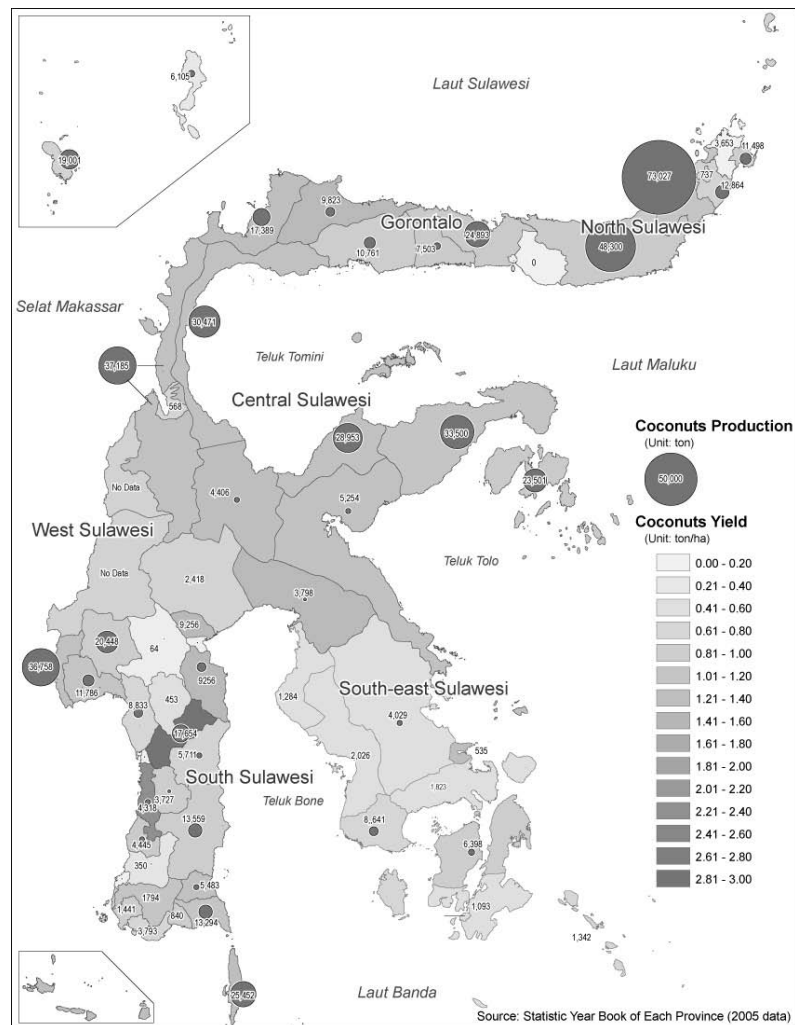 6,105
19,001
Laut Sulawesi
3,653
11,498
73,027
737
12,864
9,823
17,389
Gorontalo
24,893
North Sulawesi
10,761
7,503
48,300
0
Selat Makassar
30,471
Teluk Tomini
Laut Maluku
37,185
568
Central Sulawesi
28,953
33,500
Coconuts Production
(Unit: ton)
50,000
No Data
4,406
23,501
5,254
West Sulawesi
Coconuts Yield
(Unit: ton/ha)
Teluk Tolo
0.00 - 0.20
0.21 - 0.40
0.41 - 0.60
0.61 - 0.80
0.81 - 1.00
1.01 - 1.20
1.21 - 1.40
1.41 - 1.60
1.61 - 1.80
1.81 - 2.00
2.01 - 2.20
2.21 - 2.40
2.41 - 2.60
2.61 - 2.80
2.81 - 3.00
No Data
2,418
3,798
9,256
20,448
64
36,758
9256
11,786
453
1,284
South-east Sulawesi
8,833
4,029
17,654
535
5,711
2,026
South Sulawesi
1,823
3,727
Teluk Bone
4,318
13,559
8,641
4,445
6,398
350
5,483
1794
1,093
1,441
840
13,294
3,793
1,342
25,452
Laut Banda
Source: Statistic Year Book of Each Province (2005 data)